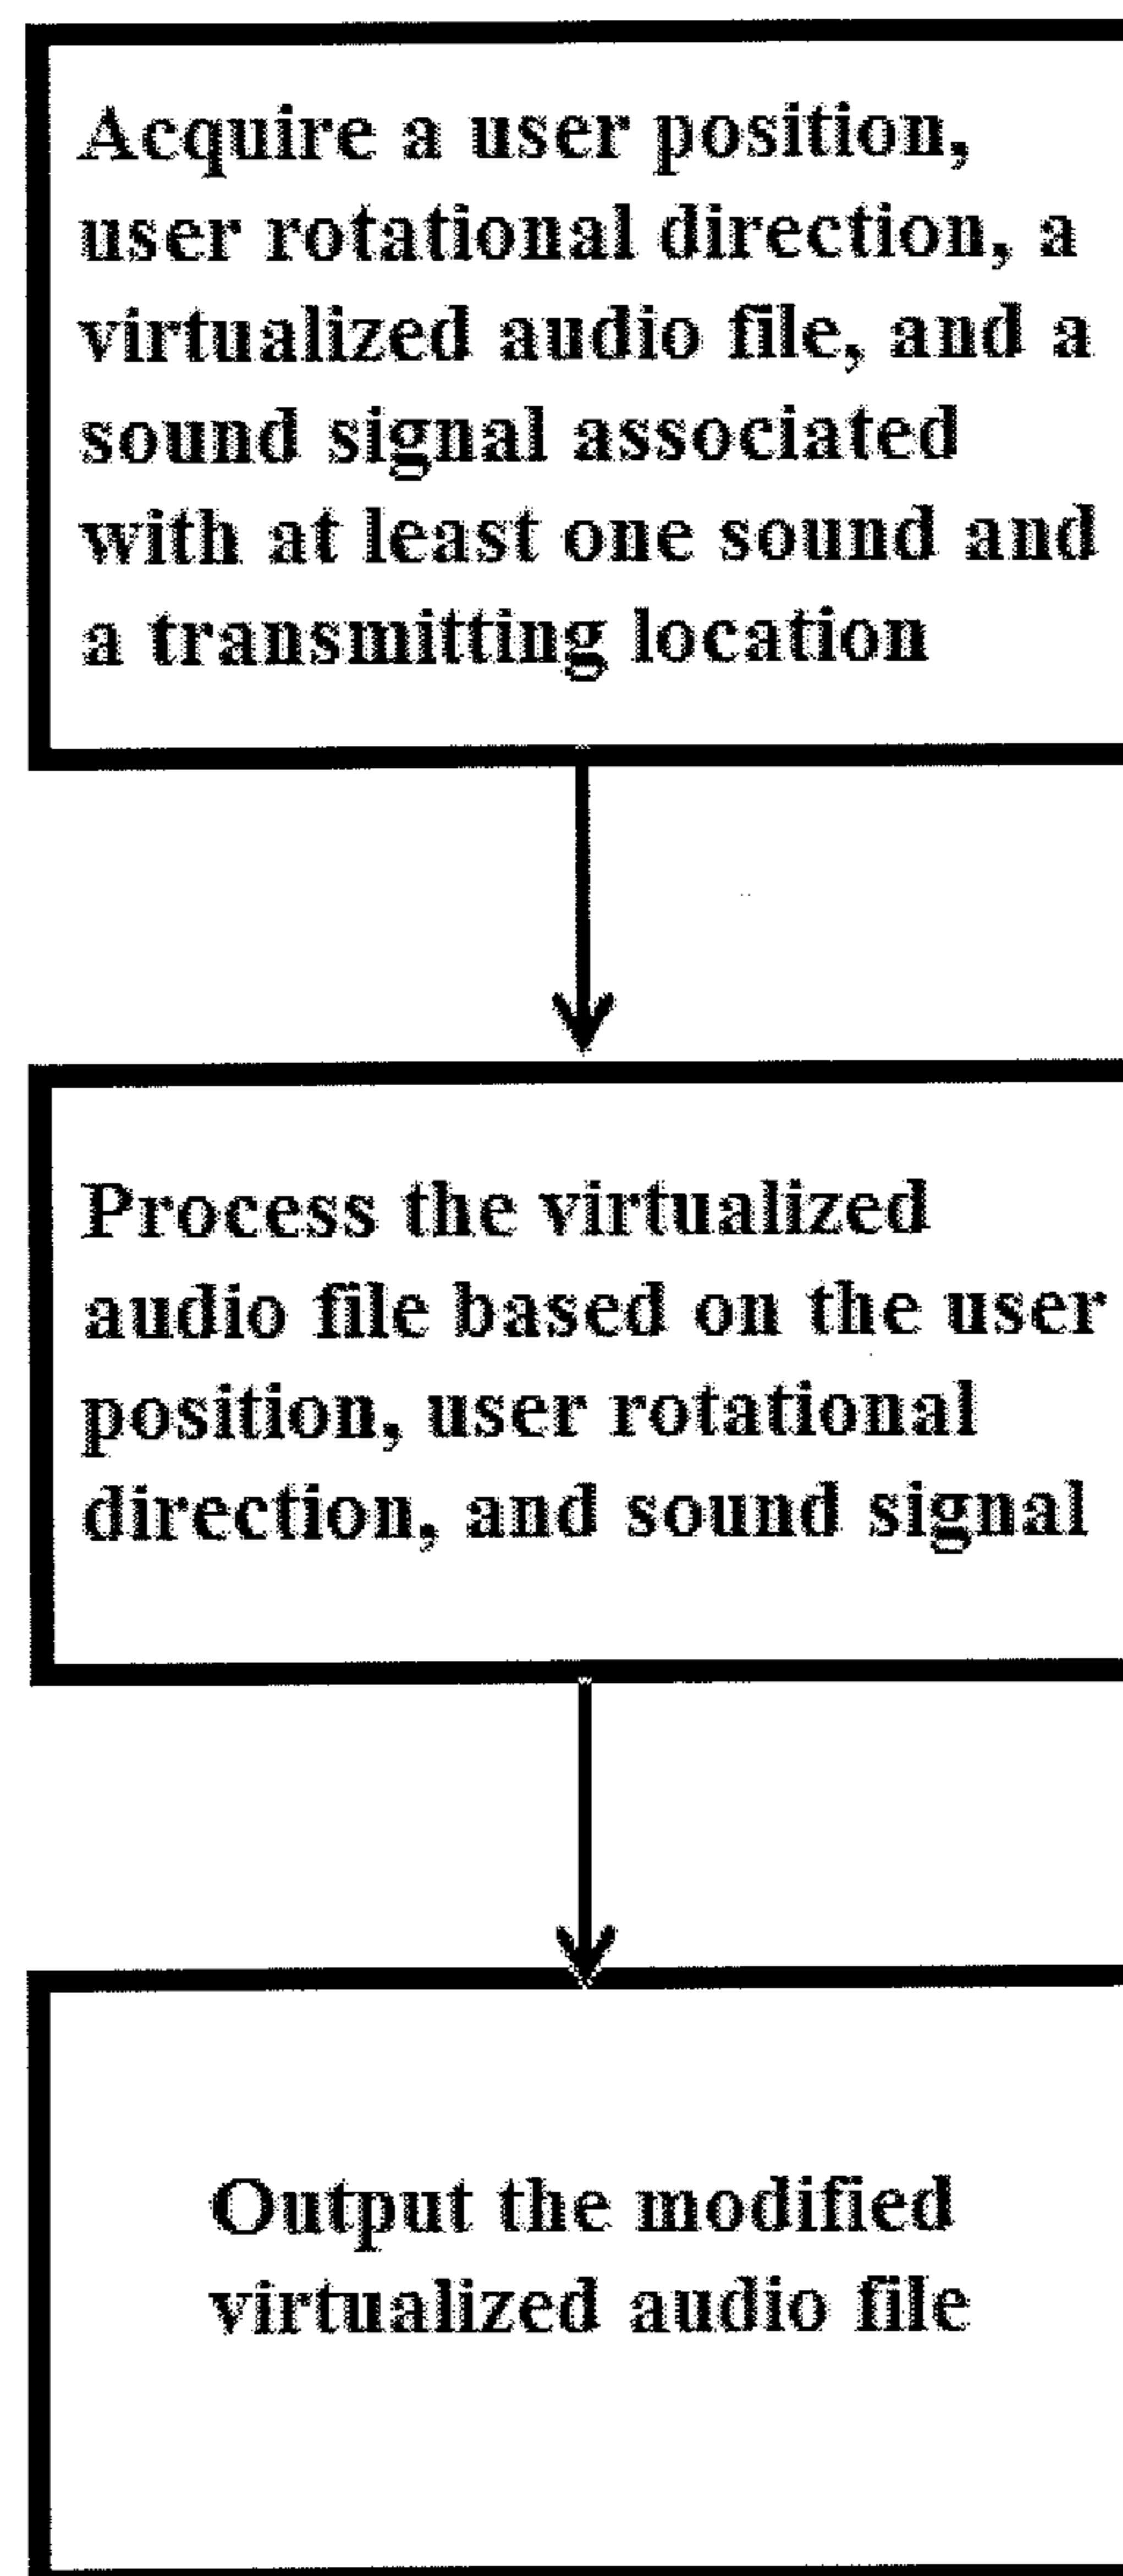 Acquire a user position,
user rotational direction, a
virtualized audio file, and a
sound signal associated
with at least one sound and
a transmitting location
Process the virtualized
audio file based on the user
position, user rotational
direction, and sound signal
Output the modified
virtualized audio file